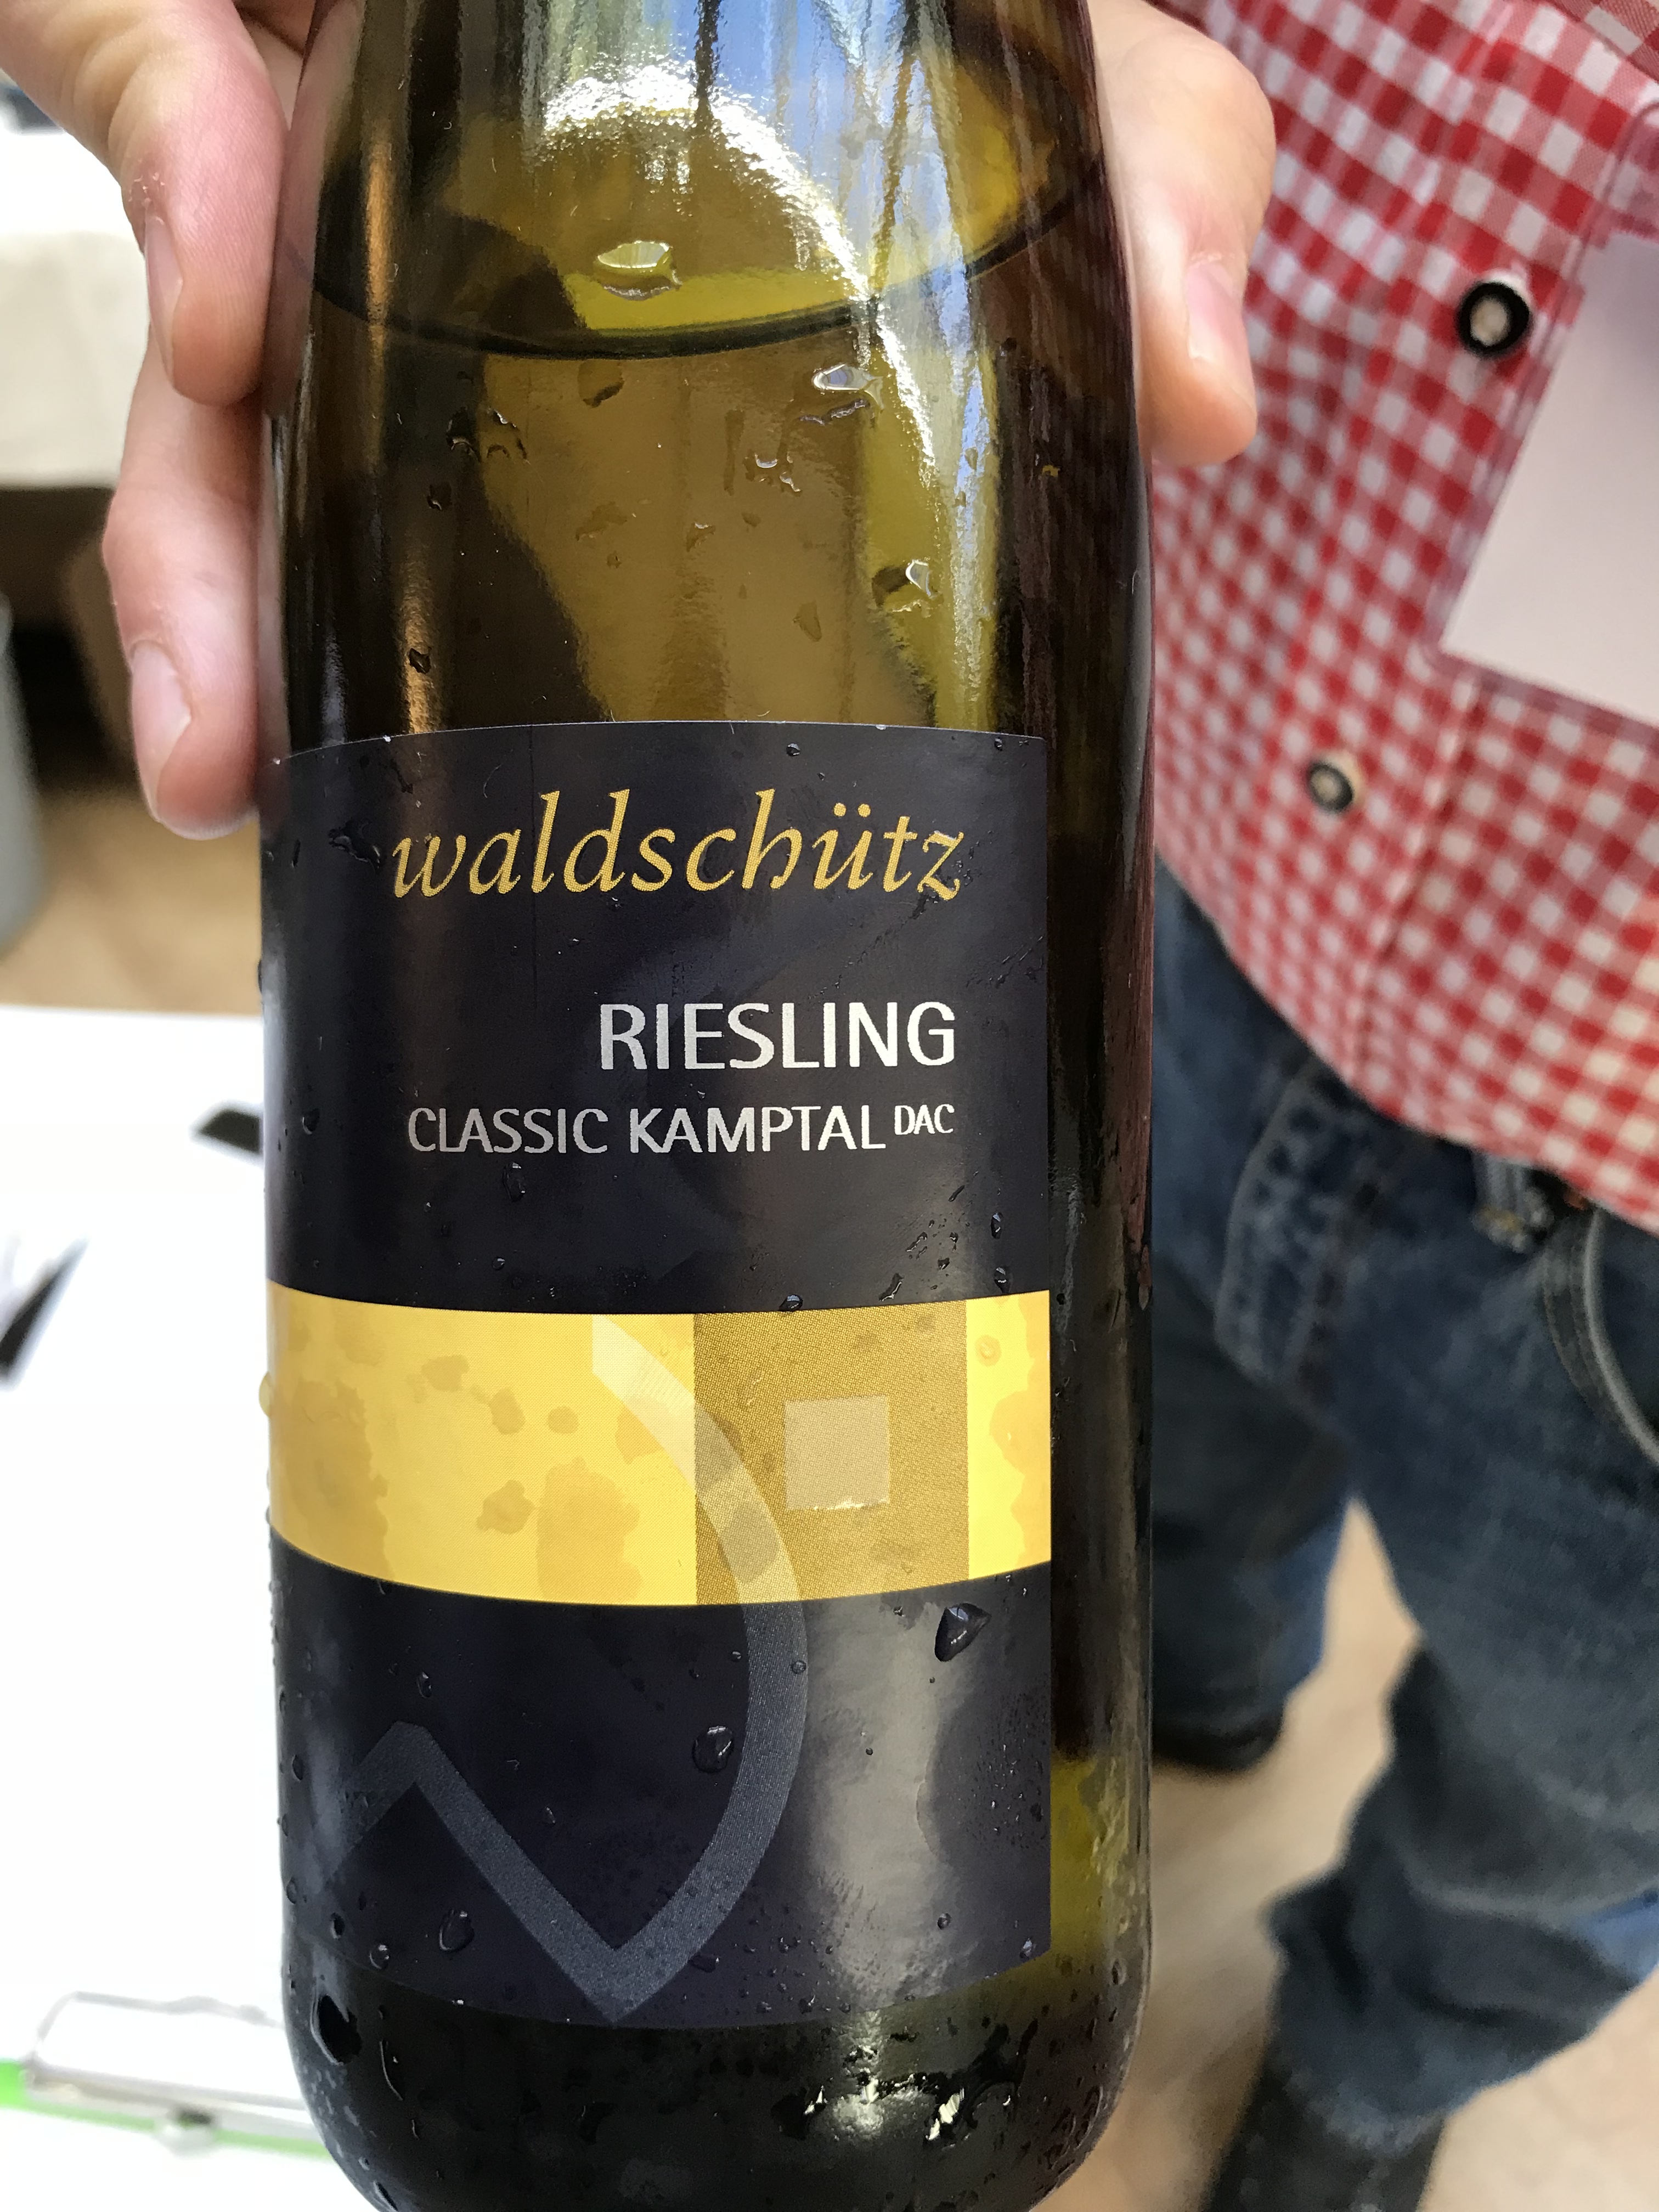 waldschütz
RIESLING
CLASSIC KAMPTAL DAC